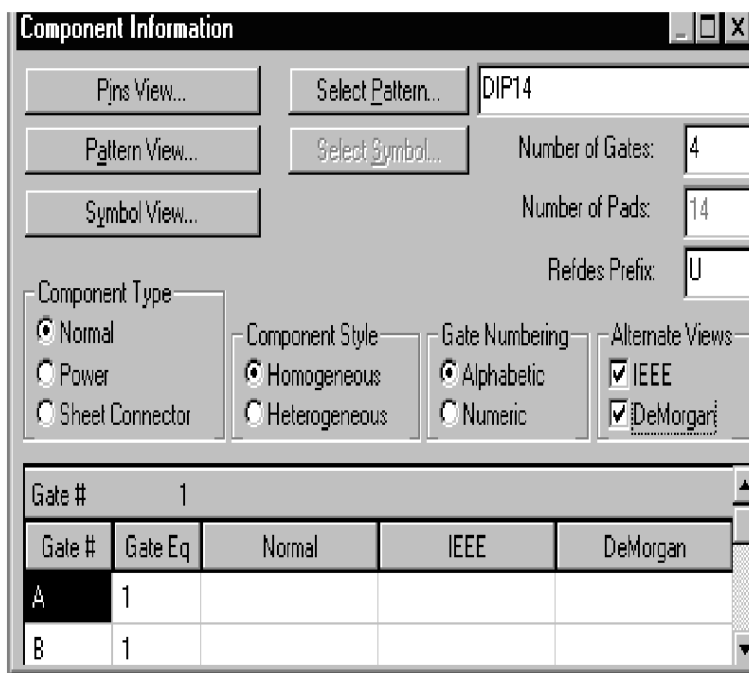 Component Information
Pins View...
Select Pattern...
DIP14
Pattern View...
Select Symbol...
Number of Gates:
4
Symbol View...
Number of Pads:
14
Refdes Prefix:
U
Component Type
Normal
Power
Sheet Connector
Component Style
Homogeneous
Heterogeneous
Gate Numbering
Alphabetic
Numeric
Alternate Views
IEEE
DeMorgan
Gate # 1
Gate # Gate Eq Normal IEEE DeMorgan
A 1
B 1